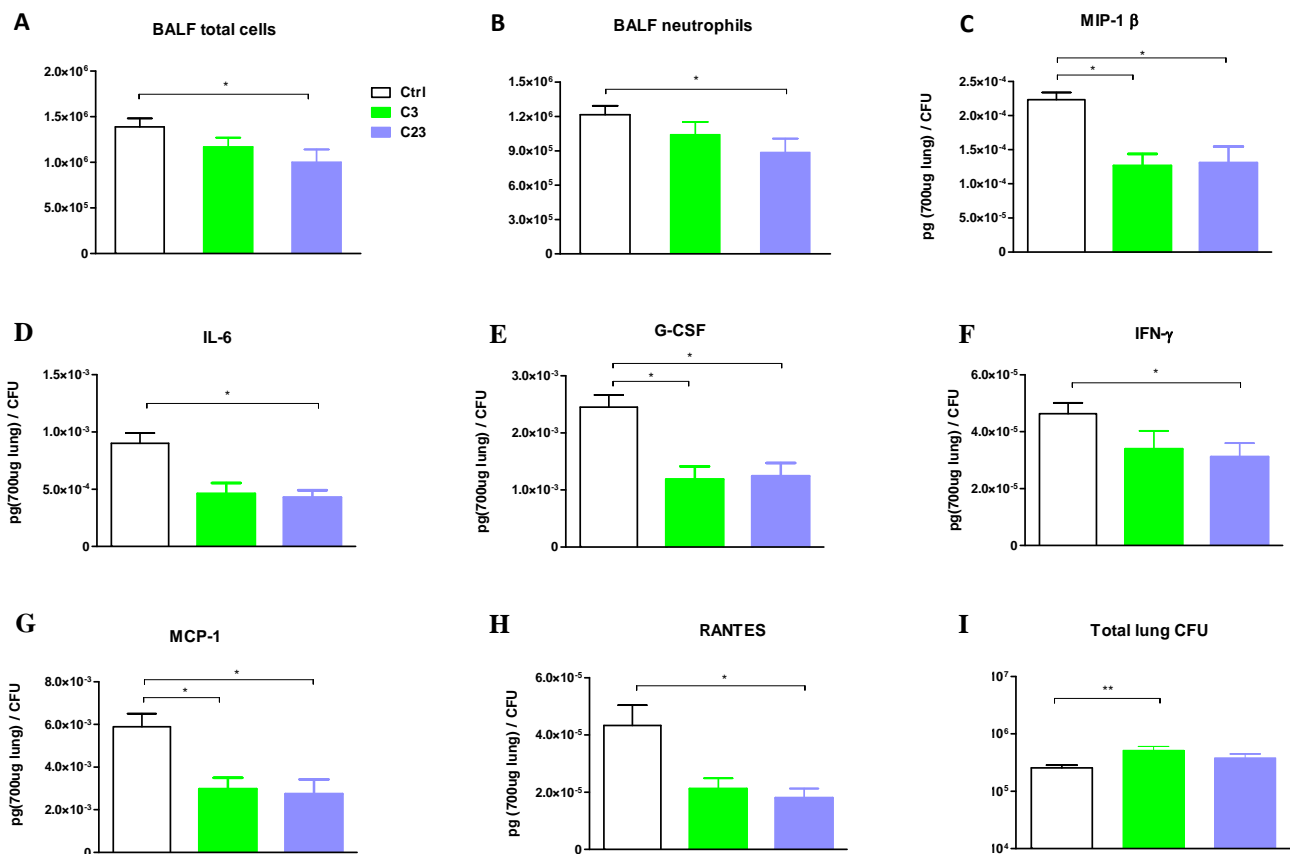 A
BALF total cells
2.0×10⁶
1.5×10⁶
1.0×10⁶
5.0×10⁵
0
*
Ctrl
C3
C23
B
BALF neutrophils
1.5×10⁶
1.2×10⁶
9.0×10⁵
6.0×10⁵
3.0×10⁵
0
*
C
MIP-1 β
pg (700ug lung) / CFU
2.5×10⁻⁴
2.0×10⁻⁴
1.5×10⁻⁴
1.0×10⁻⁴
5.0×10⁻⁵
0
*
*
D
IL-6
pg(700ug lung) / CFU
1.5×10⁻³
1.0×10⁻³
5.0×10⁻⁴
0
*
E
G-CSF
pg(700ug lung) / CFU
3.0×10⁻³
2.0×10⁻³
1.0×10⁻³
0
*
*
F
IFN-γ
pg(700ug lung) / CFU
6.0×10⁻⁵
4.0×10⁻⁵
2.0×10⁻⁵
0
*
G
MCP-1
pg(700ug lung) / CFU
8.0×10⁻³
6.0×10⁻³
4.0×10⁻³
2.0×10⁻³
0
*
*
H
RANTES
pg (700ug lung) / CFU
6.0×10⁻⁵
4.0×10⁻⁵
2.0×10⁻⁵
0
*
I
Total lung CFU
10⁷
10⁶
10⁵
10⁴
**